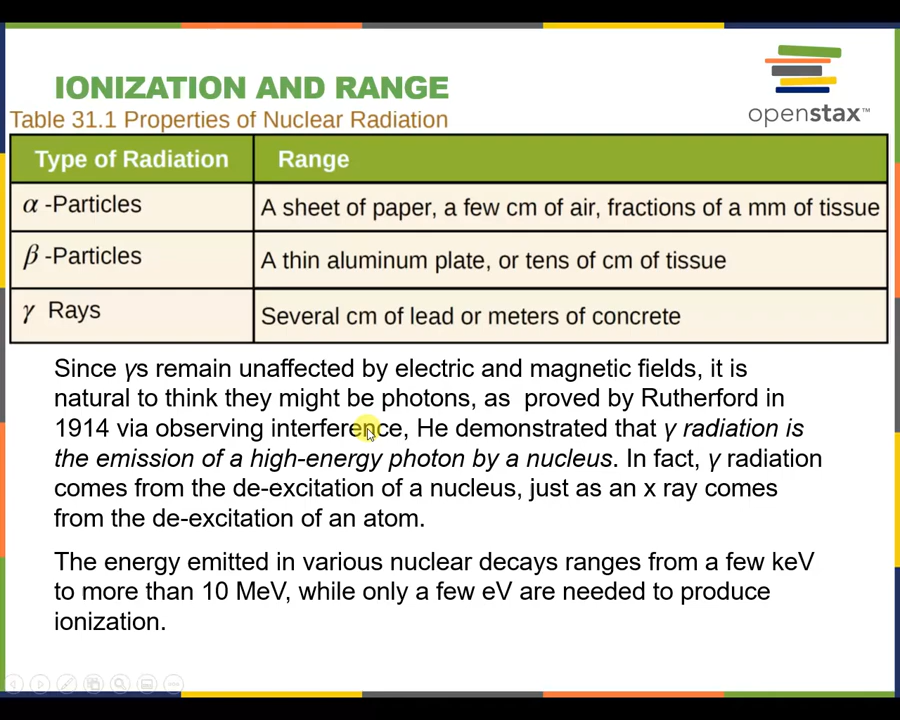 IONIZATION AND RANGE
openstax™
Table 31.1 Properties of Nuclear Radiation
Type of Radiation Range
α -Particles A sheet of paper, a few cm of air, fractions of a mm of tissue
β -Particles A thin aluminum plate, or tens of cm of tissue
γ Rays Several cm of lead or meters of concrete
Since γs remain unaffected by electric and magnetic fields, it is
natural to think they might be photons, as proved by Rutherford in
1914 via observing interference, He demonstrated that γ radiation is
the emission of a high-energy photon by a nucleus. In fact, γ radiation
comes from the de-excitation of a nucleus, just as an x ray comes
from the de-excitation of an atom.
The energy emitted in various nuclear decays ranges from a few keV
to more than 10 MeV, while only a few eV are needed to produce
ionization.